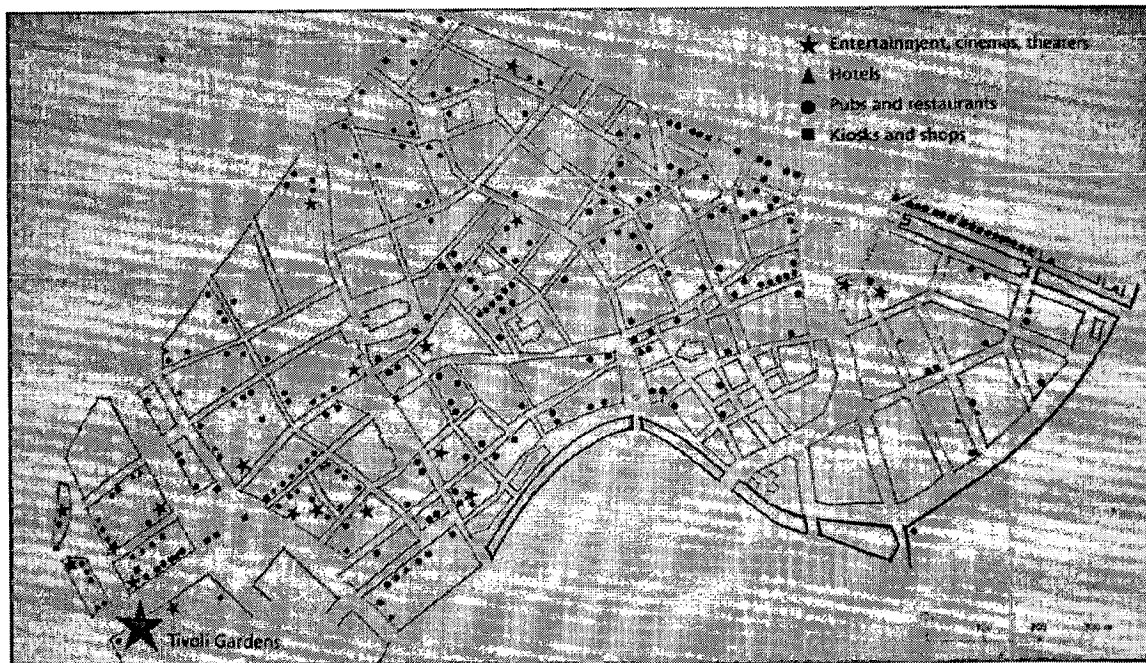 Entertainment, cinemas, theaters
Hotels
Pubs and restaurants
Kiosks and shops
Tivoli Gardens